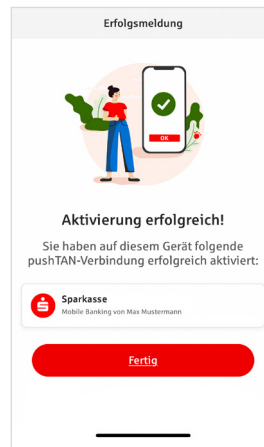 Erfolgsmeldung
OK
Aktivierung erfolgreich!
Sie haben auf diesem Gerät folgende
pushTAN-Verbindung erfolgreich aktiviert:
Sparkasse
Mobile Banking von Max Mustermann
Fertig